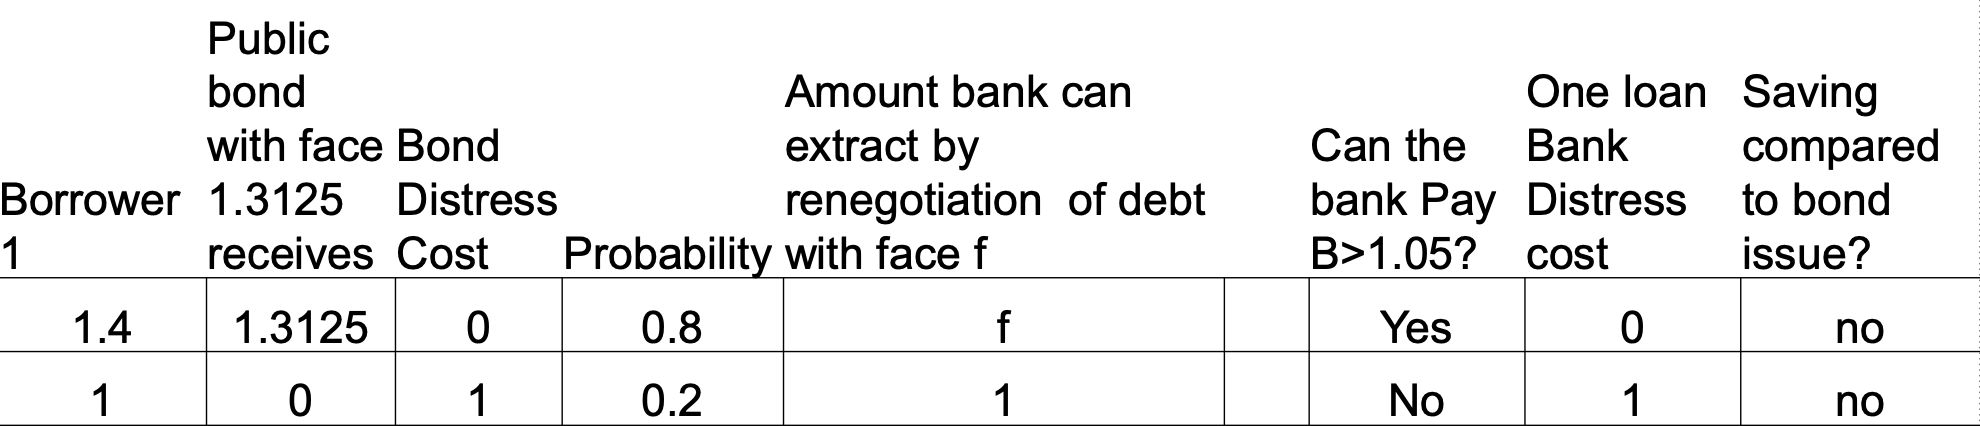 Borrower 1 | Public bond with face 1.3125 receives | Bond Distress Cost | Probability | Amount bank can extract by renegotiation of debt with face f | | Can the bank Pay B>1.05? | One loan Bank Distress cost | Saving compared to bond issue?
1.4 | 1.3125 | 0 | 0.8 | f | | Yes | 0 | no
1 | 0 | 1 | 0.2 | 1 | | No | 1 | no